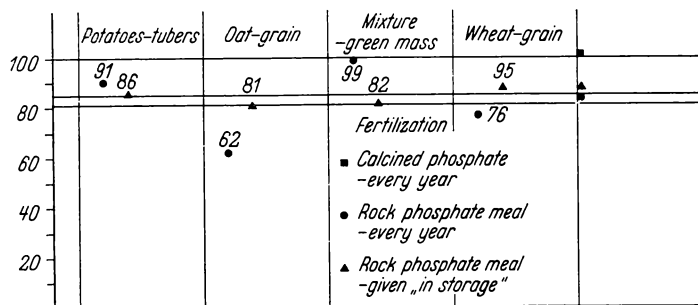 Mixture
Potatoes-tubers Oat-grain -green mass Wheat-grain
100
91 86 81 99 82 95
80
62 76
60
40
20
Fertilization
Calcined phosphate
-every year
Rock phosphate meal
-every year
Rock phosphate meal
-given „in storage“